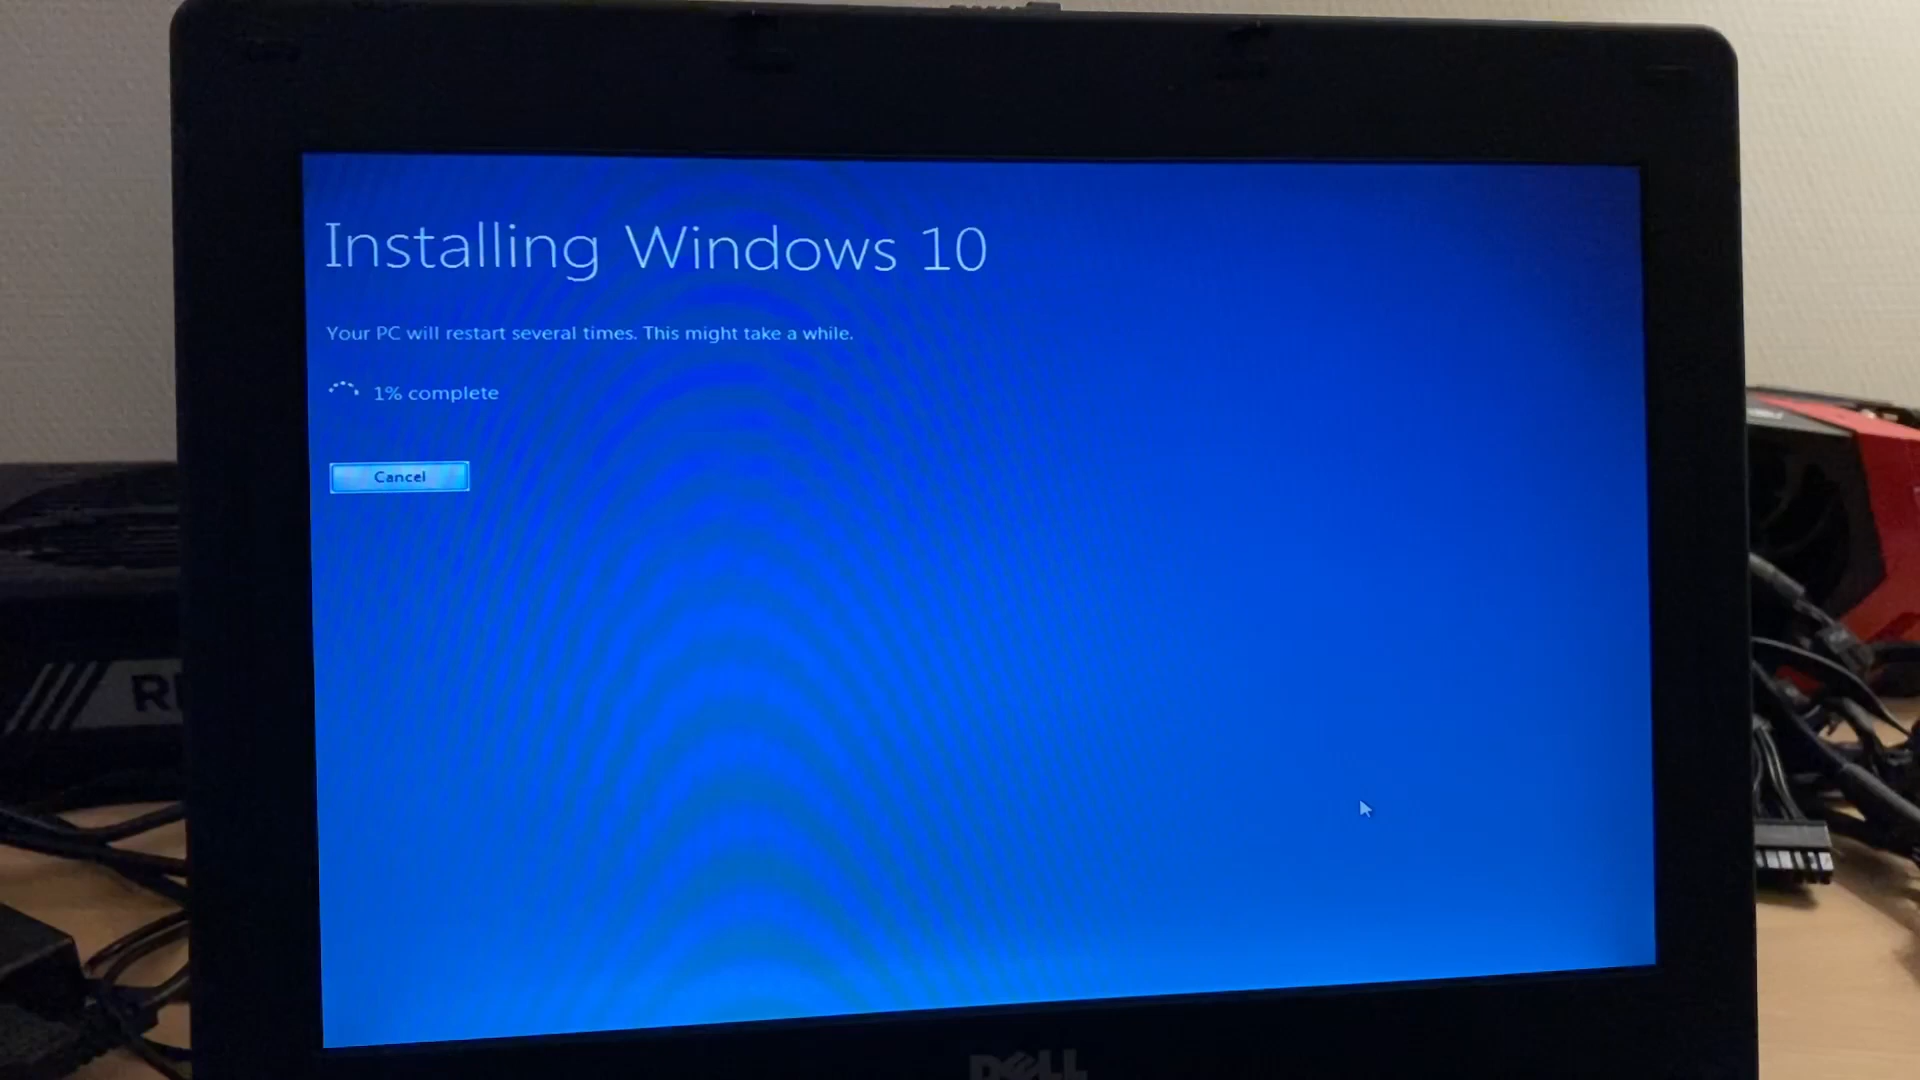 Installing Windows 10
Your PC will restart several times. This might take a while.
1% complete
Cancel
DELL